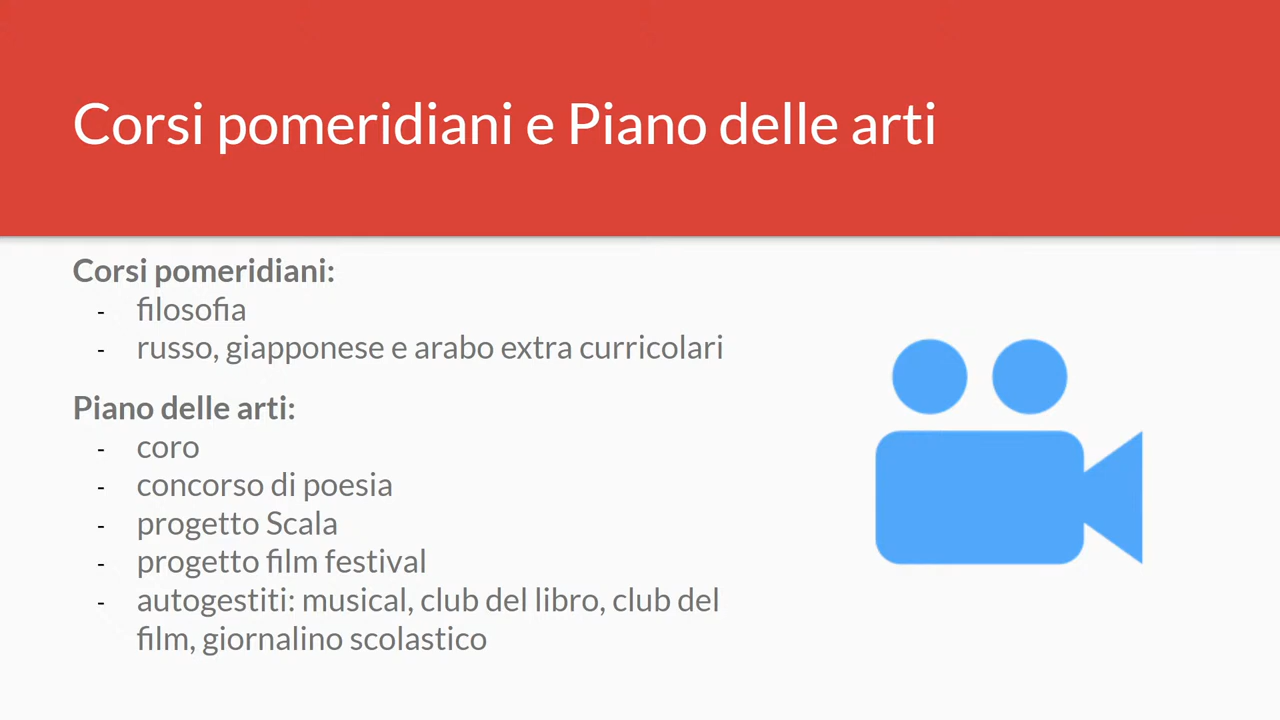 Corsi pomeridiani e Piano delle arti
Corsi pomeridiani:
- filosofia
- russo, giapponese e arabo extra curricolari
Piano delle arti:
- coro
- concorso di poesia
- progetto Scala
- progetto film festival
- autogestiti: musical, club del libro, club del
film, giornalino scolastico